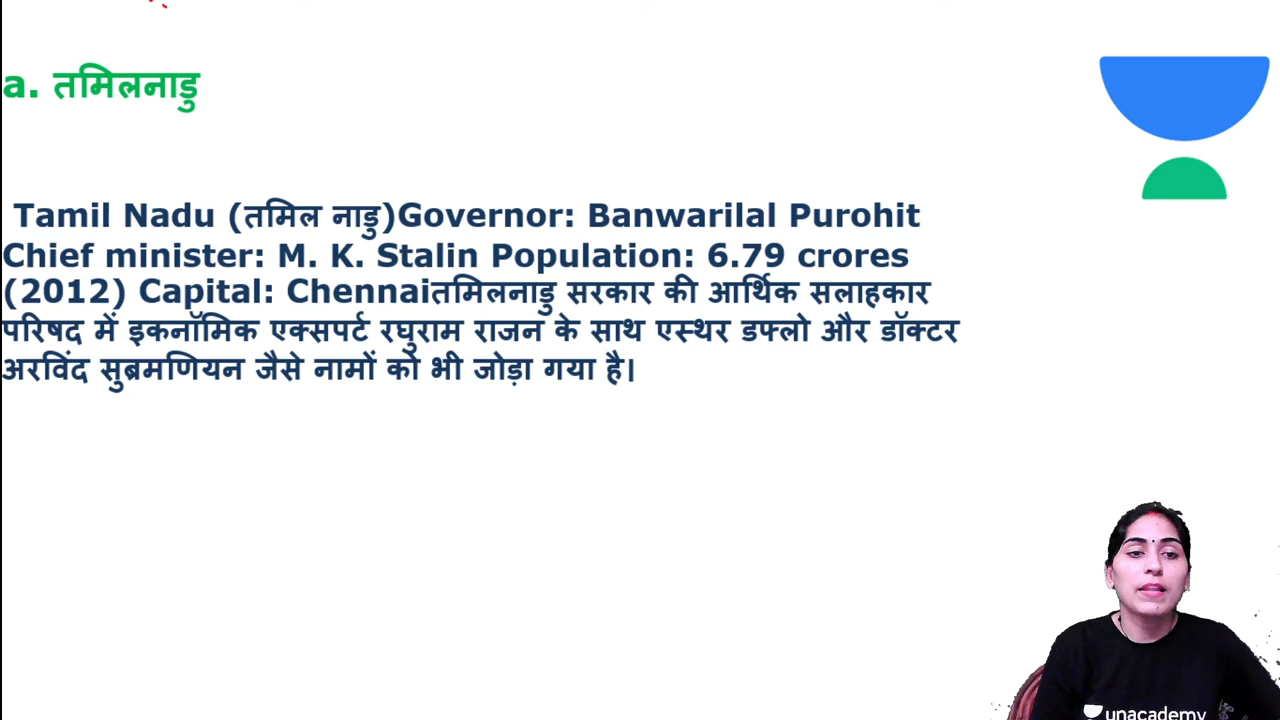 a. तमिलनाडु
Tamil Nadu (तमिल नाडु)Governor: Banwarilal Purohit
Chief minister: M. K. Stalin Population: 6.79 crores
(2012) Capital: Chennaiतमिलनाडु सरकार की आर्थिक सलाहकार
परिषद में इकनॉमिक एक्सपर्ट रघुराम राजन के साथ एस्थर डफ्लो और डॉक्टर
अरविंद सुब्रमणियन जैसे नामों को भी जोड़ा गया है।
unacademy